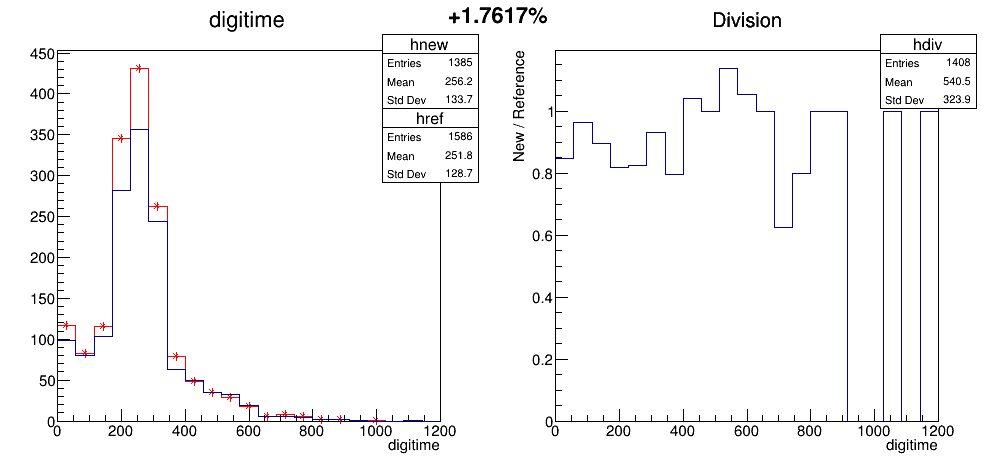 +1.7617%
digitime
hnew
Entries 1385
Mean 256.2
Std Dev 133.7
href
Entries 1586
Mean 251.8
Std Dev 128.7
450
400
350
300
250
200
150
100
50
0
0 200 400 600 800 1000 1200
digitime
Division
hdiv
Entries 1408
Mean 540.5
Std Dev 323.9
New / Reference
1
0.8
0.6
0.4
0.2
0
0 200 400 600 800 1000 1200
digitime